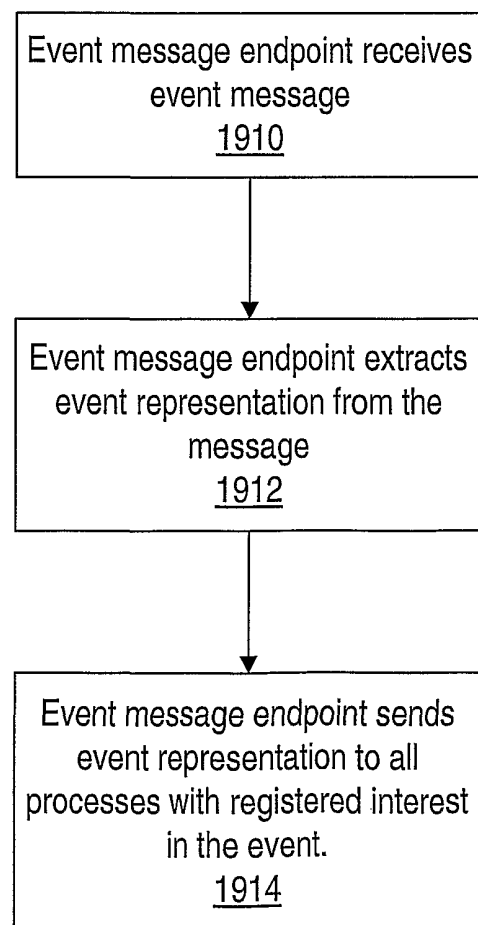 Event message endpoint receives
event message
1910
Event message endpoint extracts
event representation from the
message
1912
Event message endpoint sends
event representation to all
processes with registered interest
in the event.
1914